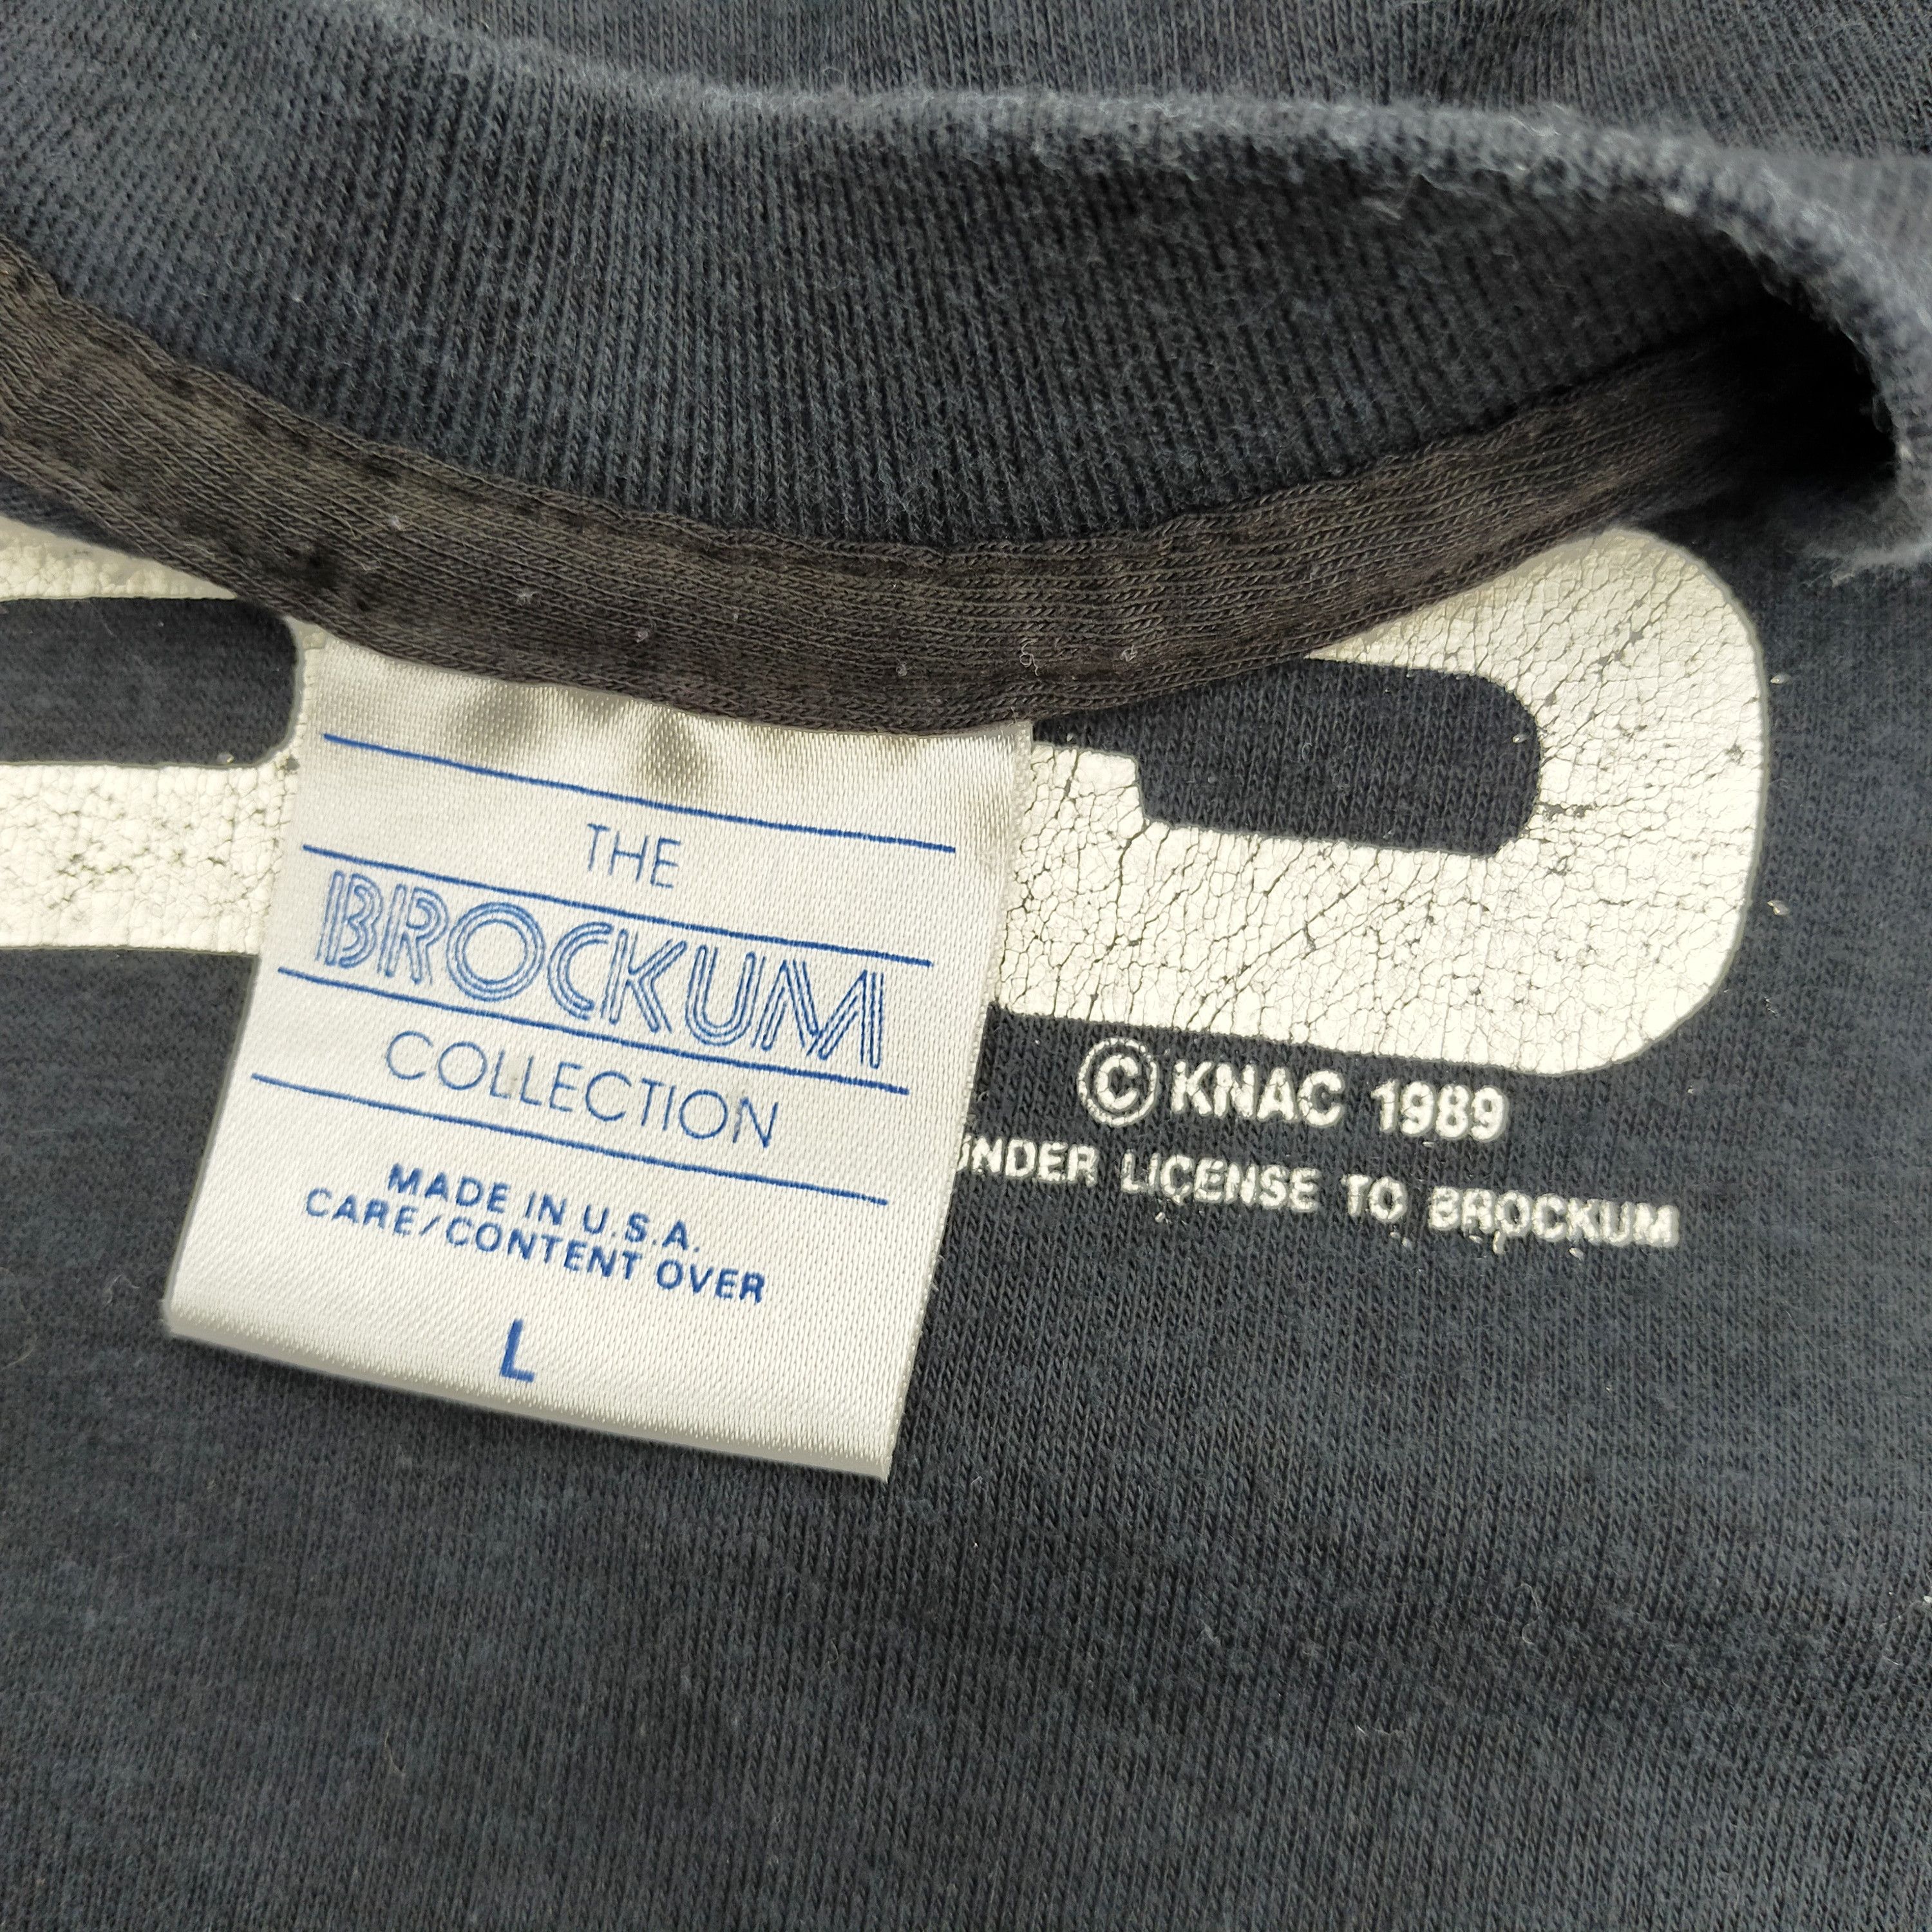 THE
BROCKUM
COLLECTION
MADE IN U.S.A.
CARE/CONTENT OVER
L
© KNAC 1989
UNDER LICENSE TO BROCKUM